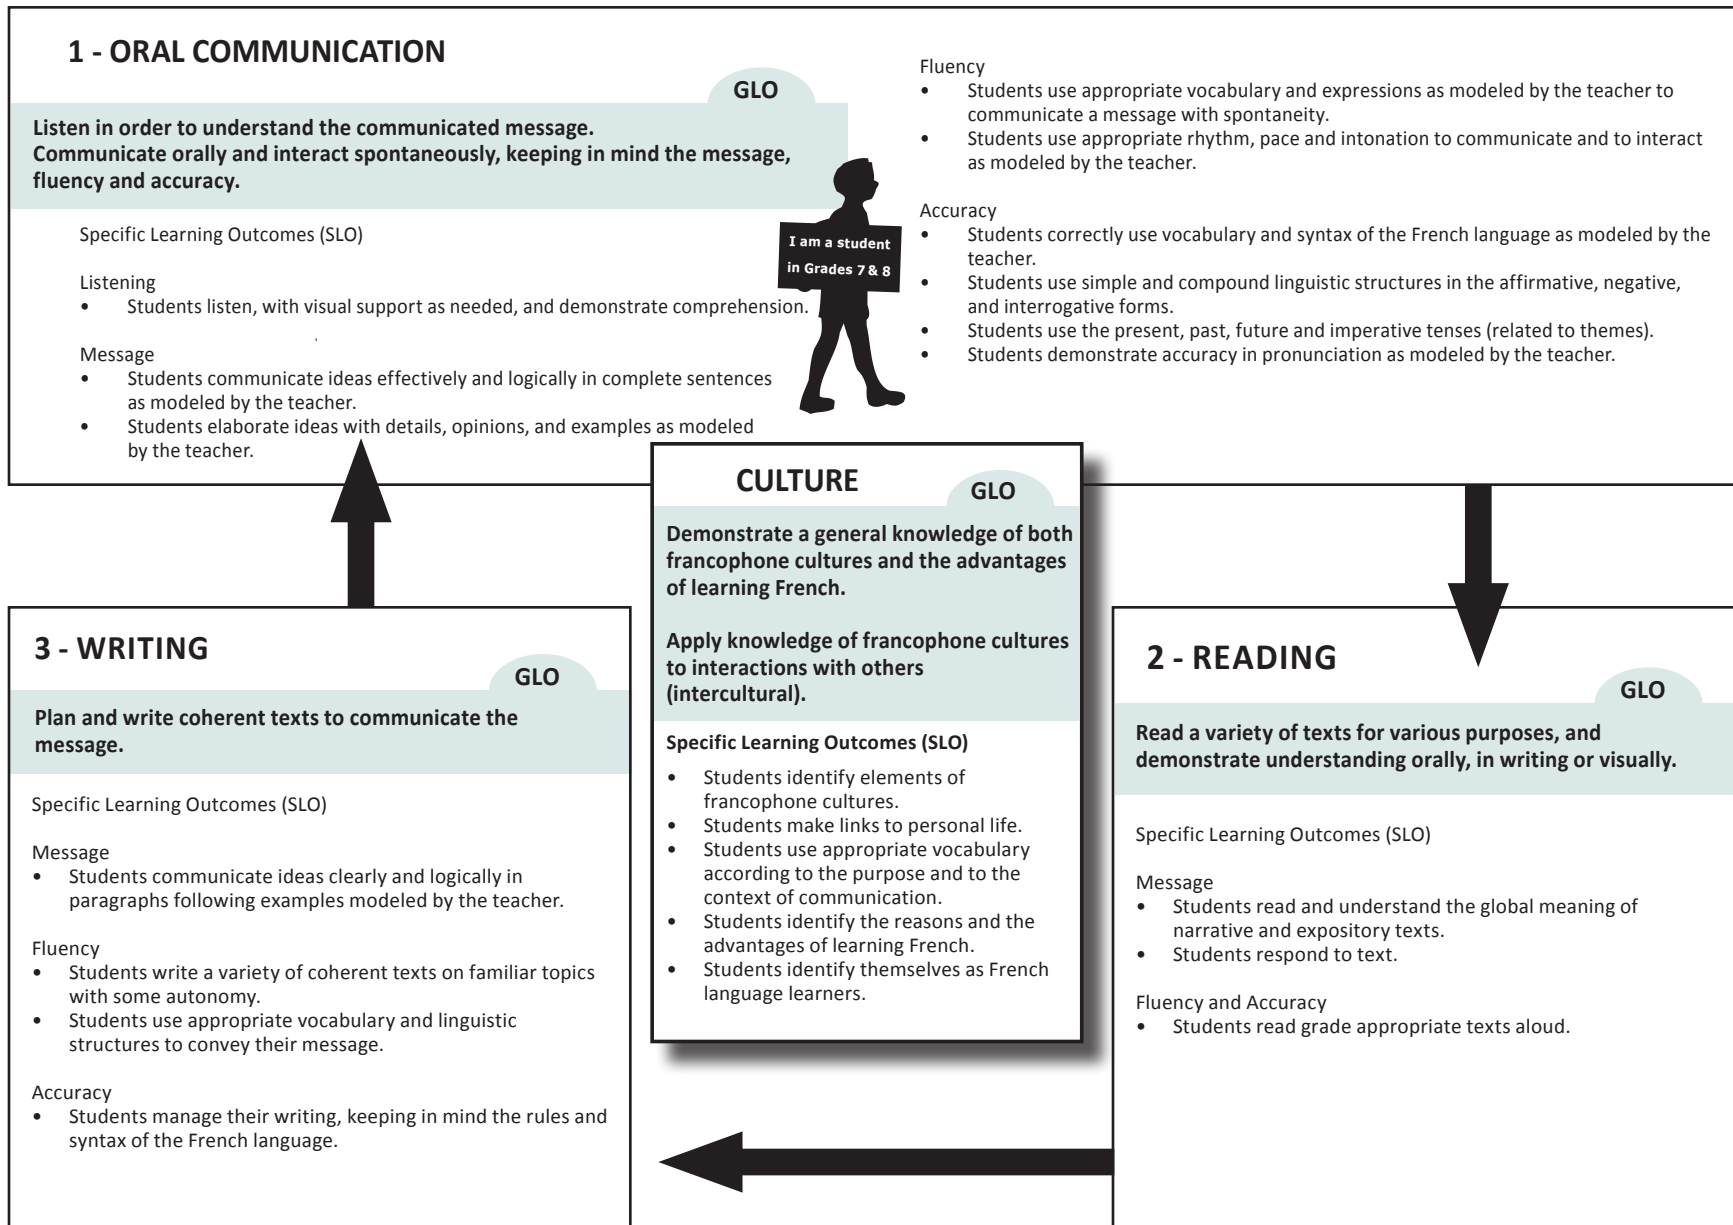 1 - ORAL COMMUNICATION
GLO
Listen in order to understand the communicated message.
Communicate orally and interact spontaneously, keeping in mind the message,
fluency and accuracy.
Specific Learning Outcomes (SLO)
Listening
• Students listen, with visual support as needed, and demonstrate comprehension.
Message
• Students communicate ideas effectively and logically in complete sentences
as modeled by the teacher.
• Students elaborate ideas with details, opinions, and examples as modeled
by the teacher.
I am a student
in Grades 7 & 8
Fluency
• Students use appropriate vocabulary and expressions as modeled by the teacher to
communicate a message with spontaneity.
• Students use appropriate rhythm, pace and intonation to communicate and to interact
as modeled by the teacher.
Accuracy
• Students correctly use vocabulary and syntax of the French language as modeled by the
teacher.
• Students use simple and compound linguistic structures in the affirmative, negative,
and interrogative forms.
• Students use the present, past, future and imperative tenses (related to themes).
• Students demonstrate accuracy in pronunciation as modeled by the teacher.
CULTURE
GLO
Demonstrate a general knowledge of both
francophone cultures and the advantages
of learning French.
Apply knowledge of francophone cultures
to interactions with others
(intercultural).
Specific Learning Outcomes (SLO)
• Students identify elements of
francophone cultures.
• Students make links to personal life.
• Students use appropriate vocabulary
according to the purpose and to the
context of communication.
• Students identify the reasons and the
advantages of learning French.
• Students identify themselves as French
language learners.
2 - READING
GLO
Read a variety of texts for various purposes, and
demonstrate understanding orally, in writing or visually.
Specific Learning Outcomes (SLO)
Message
• Students read and understand the global meaning of
narrative and expository texts.
• Students respond to text.
Fluency and Accuracy
• Students read grade appropriate texts aloud.
3 - WRITING
GLO
Plan and write coherent texts to communicate the
message.
Specific Learning Outcomes (SLO)
Message
• Students communicate ideas clearly and logically in
paragraphs following examples modeled by the teacher.
Fluency
• Students write a variety of coherent texts on familiar topics
with some autonomy.
• Students use appropriate vocabulary and linguistic
structures to convey their message.
Accuracy
• Students manage their writing, keeping in mind the rules and
syntax of the French language.